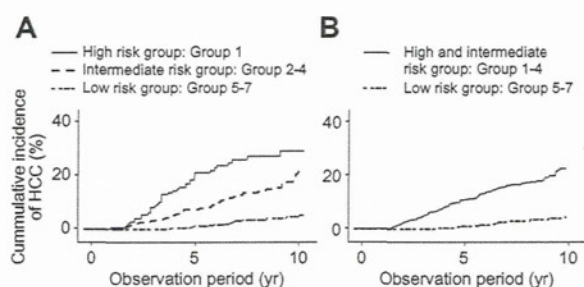 A
High risk group: Group 1
Intermediate risk group: Group 2-4
Low risk group: Group 5-7
Cummulative incidence
of HCC (%)
40
20
0
0
5
10
Observation period (yr)
B
High and intermediate
risk group: Group 1-4
Low risk group: Group 5-7
40
20
0
0
5
10
Observation period (yr)